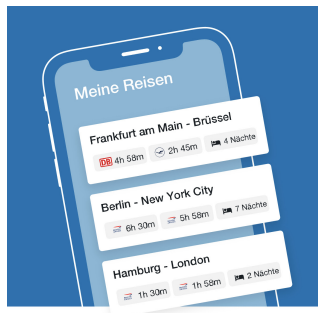 Meine Reisen
Frankfurt am Main - Brüssel
DB 4h 58m 2h 45m 4 Nächte
Berlin - New York City
6h 30m 5h 58m 7 Nächte
Hamburg - London
1h 30m 1h 58m 2 Nächte